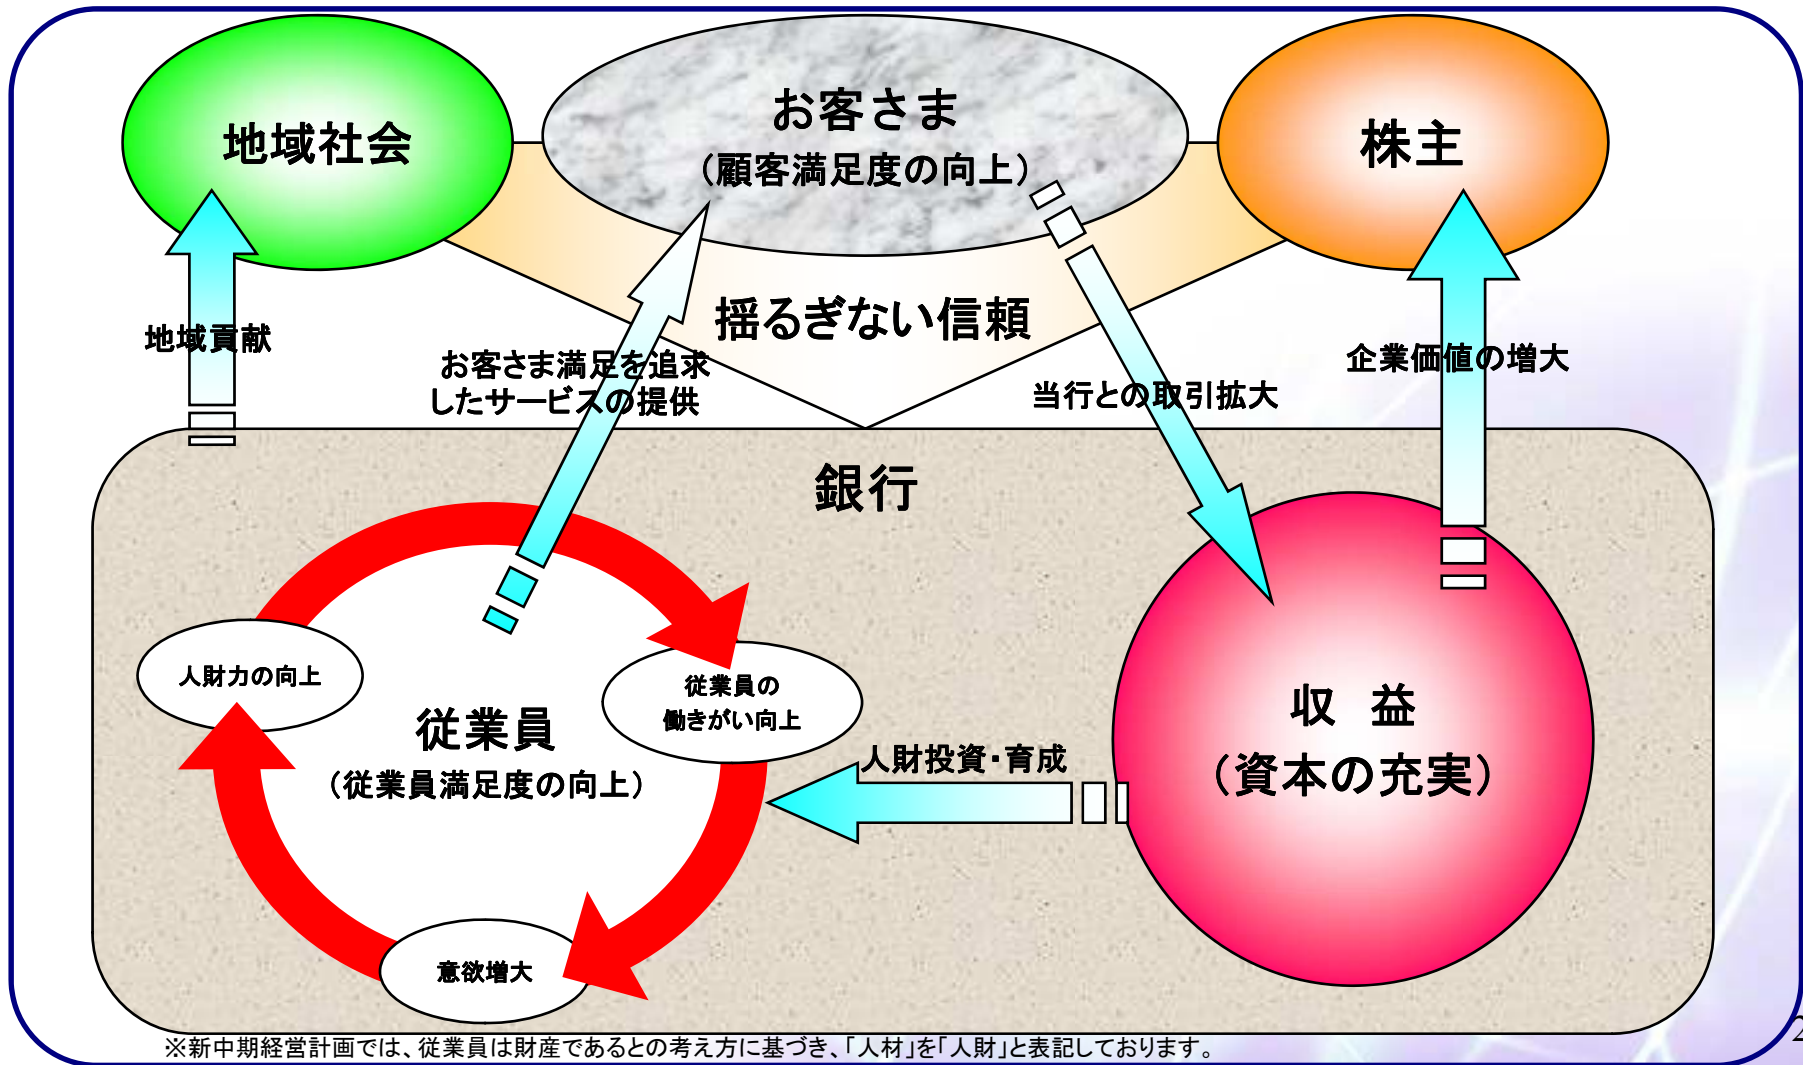 地域社会
お客さま
（顧客満足度の向上）
株主
揺るぎない信頼
地域貢献
お客さま満足を追求
したサービスの提供
当行との取引拡大
企業価値の増大
銀行
人財力の向上
従業員の
働きがい向上
従業員
（従業員満足度の向上）
意欲増大
人財投資・育成
収　益
（資本の充実）
※新中期経営計画では、従業員は財産であるとの考え方に基づき、「人材」を「人財」と表記しております。
2